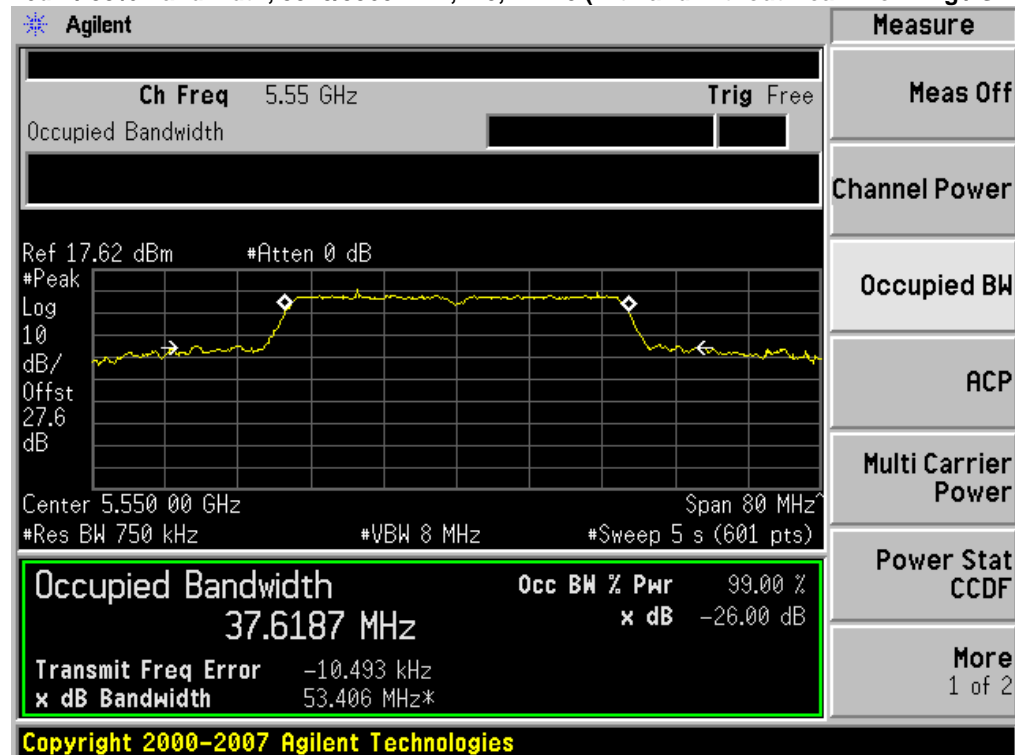 Agilent
Measure
Ch Freq 5.55 GHz Trig Free
Occupied Bandwidth
Meas Off
Channel Power
Occupied BW
ACP
Multi Carrier
Power
Power Stat
CCDF
More
1 of 2
Ref 17.62 dBm #Atten 0 dB
#Peak
Log
10
dB/
Offst
27.6
dB
Center 5.550 00 GHz Span 80 MHz^
#Res BW 750 kHz #VBW 8 MHz #Sweep 5 s (601 pts)
Occupied Bandwidth
37.6187 MHz
Occ BW % Pwr 99.00 %
x dB -26.00 dB
Transmit Freq Error -10.493 kHz
x dB Bandwidth 53.406 MHz*
Copyright 2000-2007 Agilent Technologies